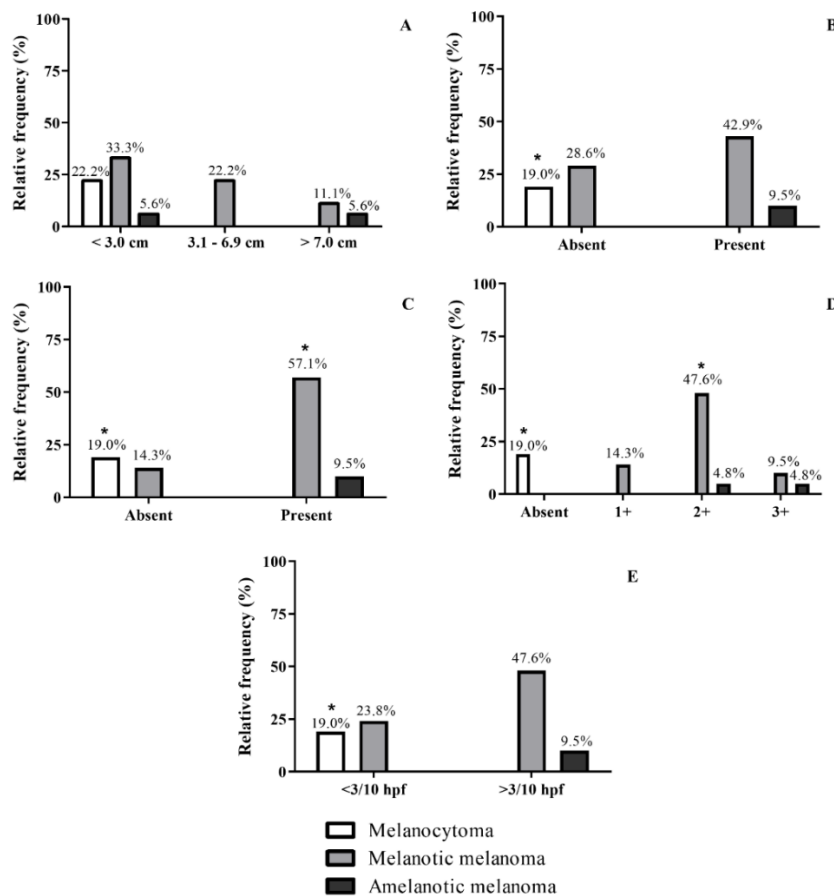 A
Relative frequency (%)
100
75
50
25
0
22.2%
33.3%
5.6%
22.2%
11.1%
5.6%
< 3.0 cm
3.1 - 6.9 cm
> 7.0 cm
B
Relative frequency (%)
100
75
50
25
0
*
19.0%
28.6%
42.9%
9.5%
Absent
Present
C
Relative frequency (%)
100
75
50
25
0
*
19.0%
14.3%
*
57.1%
9.5%
Absent
Present
D
Relative frequency (%)
100
75
50
25
0
*
19.0%
14.3%
*
47.6%
4.8%
9.5%
4.8%
Absent
1+
2+
3+
E
Relative frequency (%)
100
75
50
25
0
*
19.0%
23.8%
47.6%
9.5%
<3/10 hpf
>3/10 hpf
Melanocytoma
Melanotic melanoma
Amelanotic melanoma